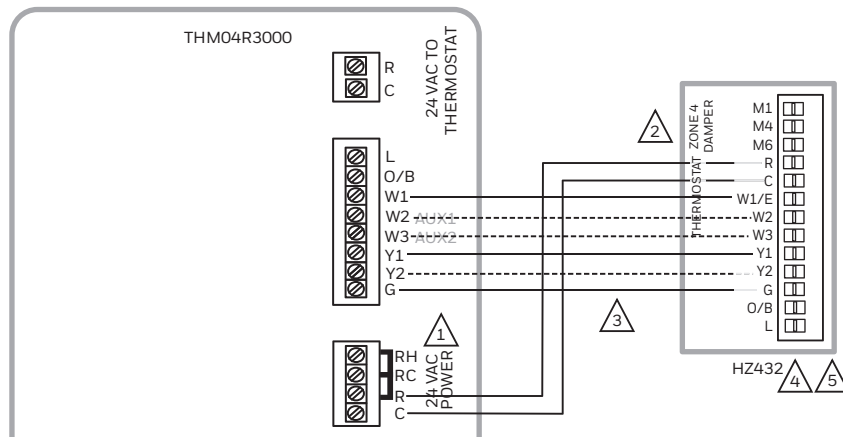 THM04R3000
R
C
24 VAC TO
THERMOSTAT
L
O/B
W1
W2 AUX1
W3 AUX2
Y1
Y2
G
1
RH
RC
R
C
24 VAC
POWER
2
3
ZONE 4
DAMPER
THERMOSTAT
M1
M4
M6
R
C
W1/E
W2
W3
Y1
Y2
G
O/B
L
HZ432
4
5